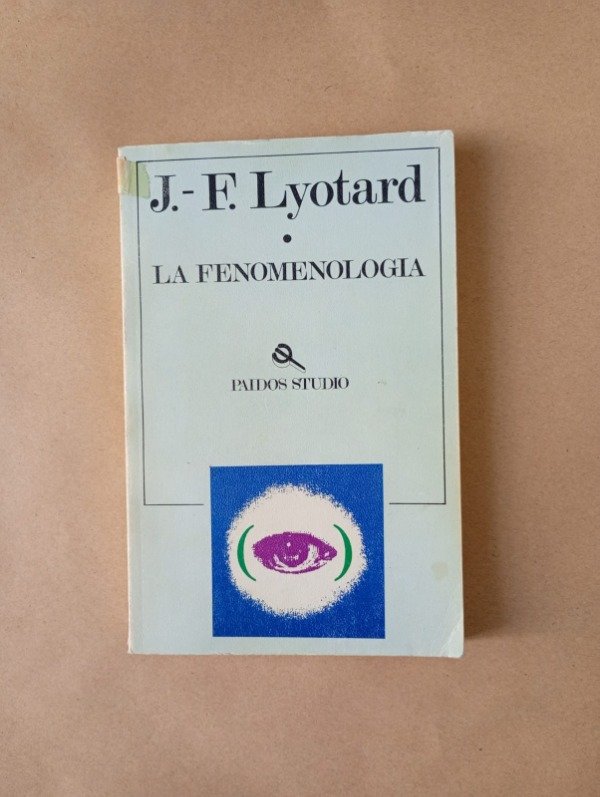 J.-F. Lyotard
•
LA FENOMENOLOGIA
PAIDOS STUDIO
( )